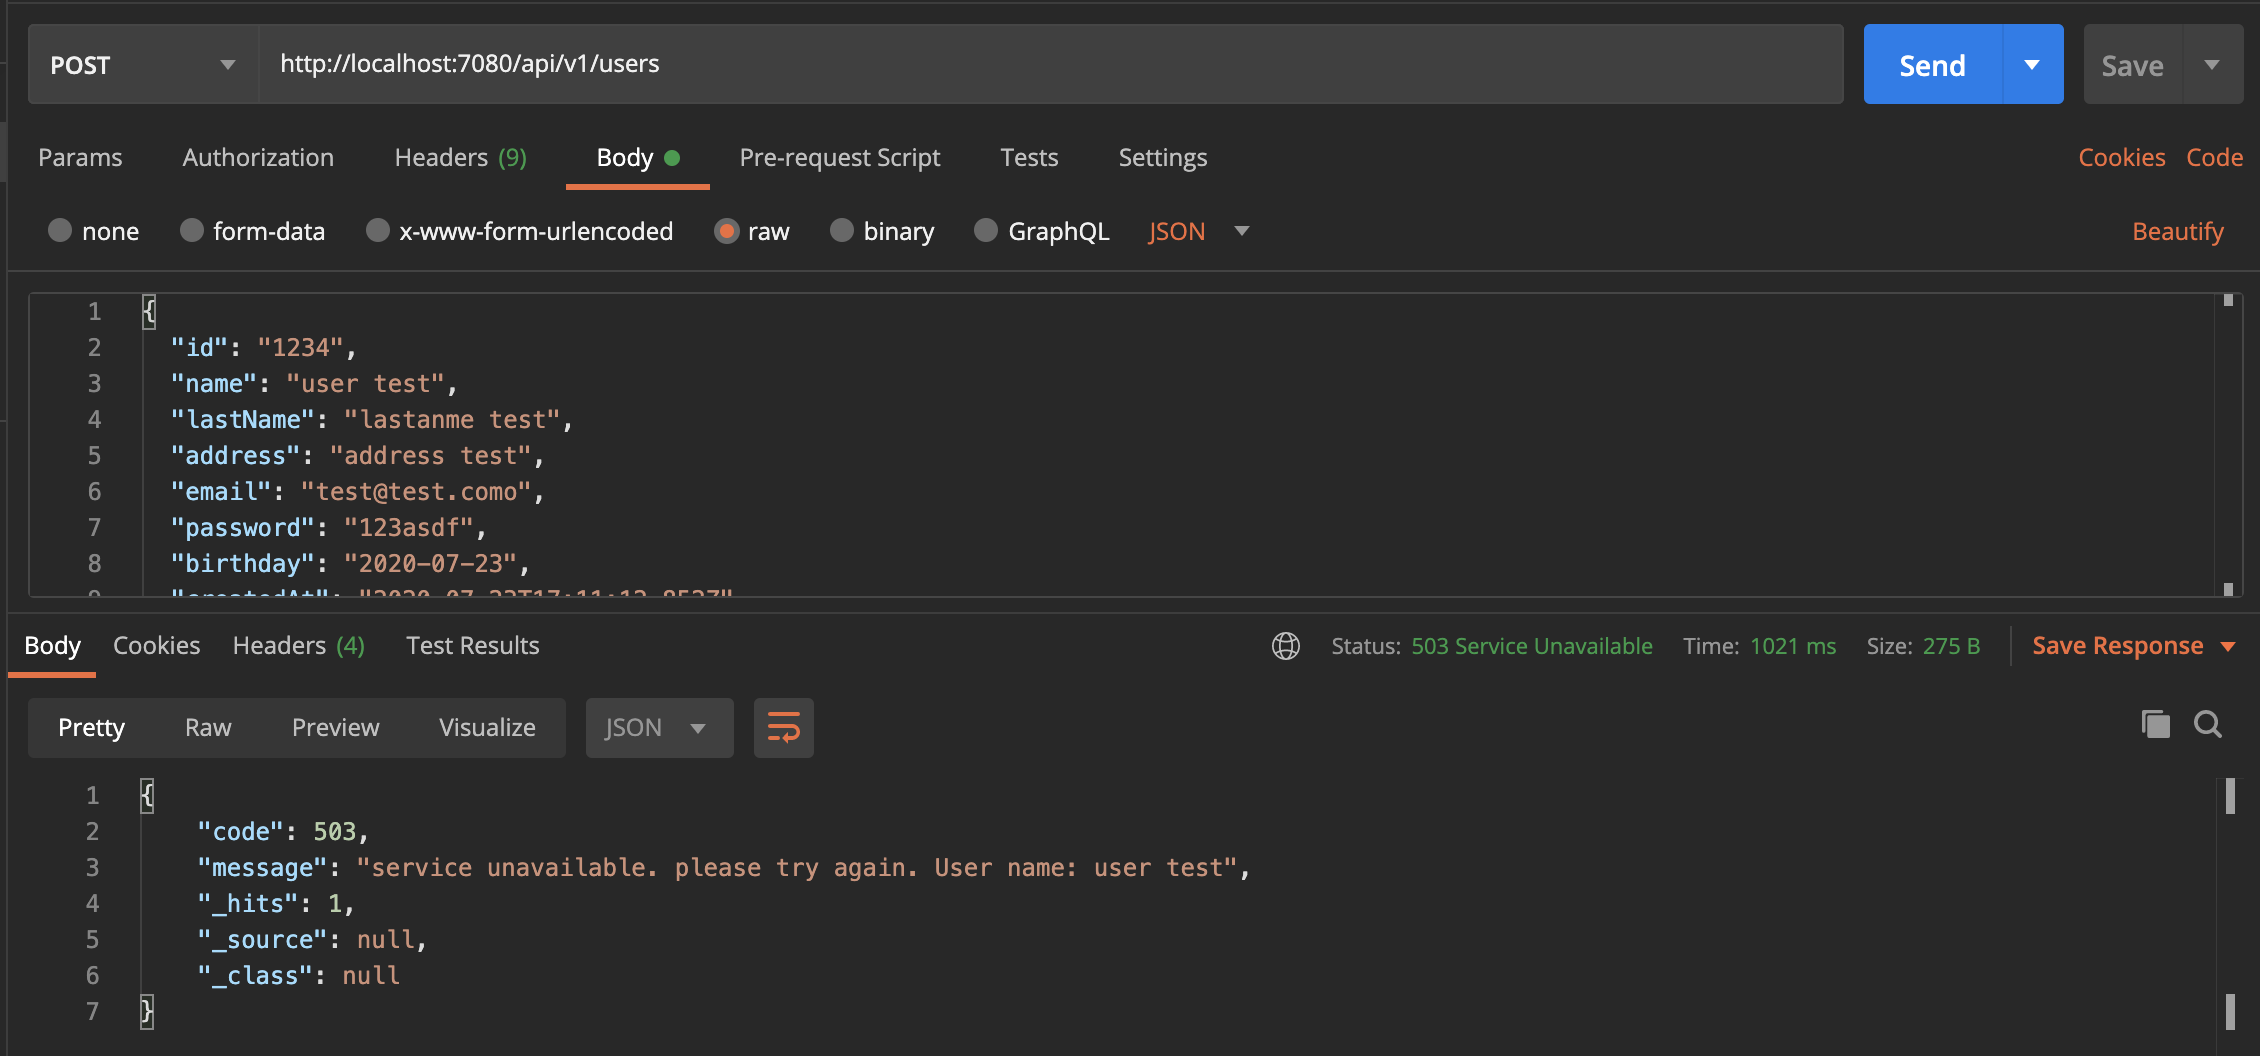 POST http://localhost:7080/api/v1/users Send Save
Params Authorization Headers (9) Body Pre-request Script Tests Settings Cookies Code
none form-data x-www-form-urlencoded raw binary GraphQL JSON Beautify
1 {
2 "id": "1234",
3 "name": "user test",
4 "lastName": "lastanme test",
5 "address": "address test",
6 "email": "test@test.como",
7 "password": "123asdf",
8 "birthday": "2020-07-23",
9 "createdAt":
Body Cookies Headers (4) Test Results Status: 503 Service Unavailable Time: 1021 ms Size: 275 B Save Response
Pretty Raw Preview Visualize JSON
1 {
2 "code": 503,
3 "message": "service unavailable. please try again. User name: user test",
4 "_hits": 1,
5 "_source": null,
6 "_class": null
7 }